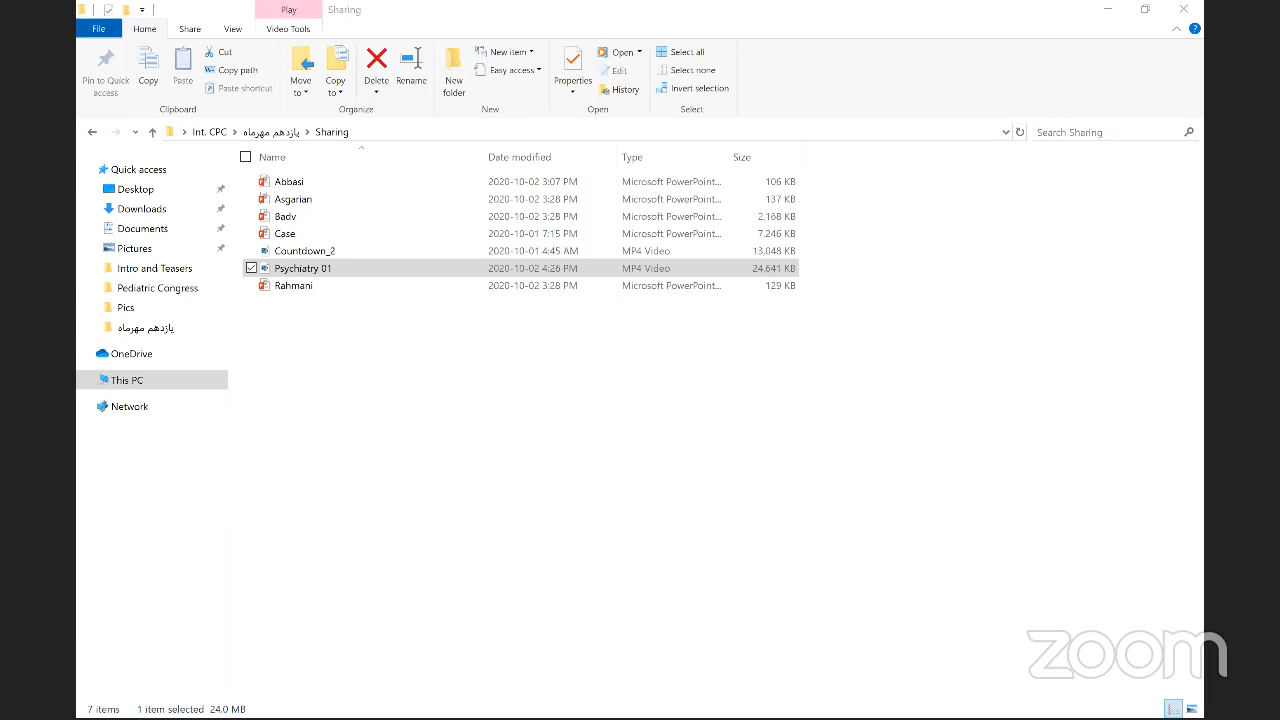 Play Sharing
File Home Share View Video Tools
Pin to Quick access
Copy
Paste
Cut
Copy path
Paste shortcut
Clipboard
Move to
Copy to
Delete
Rename
Organize
New folder
New item
Easy access
New
Properties
Open
Edit
History
Open
Select all
Select none
Invert selection
Select
Int. CPC یازدهم مهرماه Sharing
Search Sharing
Name Date modified Type Size
Abbasi 2020-10-02 3:07 PM Microsoft PowerPoint... 106 KB
Asgarian 2020-10-02 3:28 PM Microsoft PowerPoint... 137 KB
Badv 2020-10-02 3:28 PM Microsoft PowerPoint... 2,168 KB
Case 2020-10-01 7:15 PM Microsoft PowerPoint... 7,246 KB
Countdown_2 2020-10-01 4:45 AM MP4 Video 13,048 KB
Psychiatry 01 2020-10-02 4:26 PM MP4 Video 24,641 KB
Rahmani 2020-10-02 3:28 PM Microsoft PowerPoint... 129 KB
Quick access
Desktop
Downloads
Documents
Pictures
Intro and Teasers
Pediatric Congress
Pics
یازدهم مهرماه
OneDrive
This PC
Network
zoom
7 items 1 item selected 24.0 MB